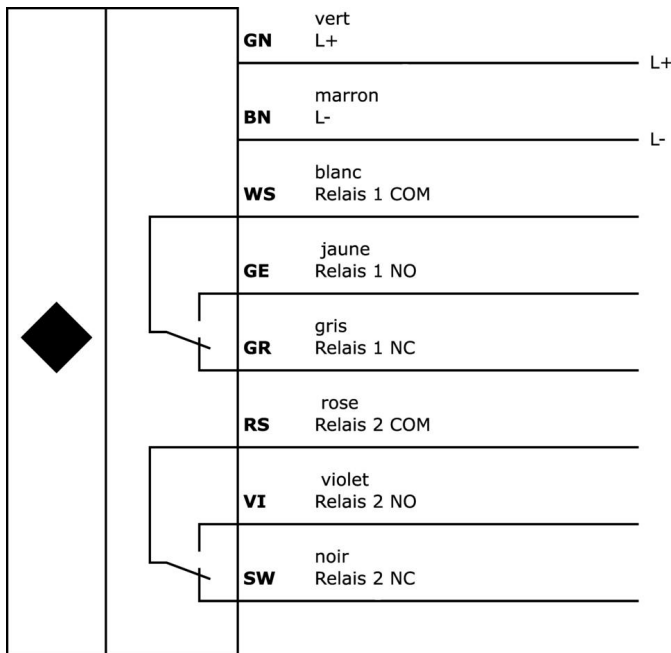 vert
GN L+
L+
marron
BN L-
L-
blanc
WS Relais 1 COM
jaune
GE Relais 1 NO
gris
GR Relais 1 NC
rose
RS Relais 2 COM
violet
VI Relais 2 NO
noir
SW Relais 2 NC